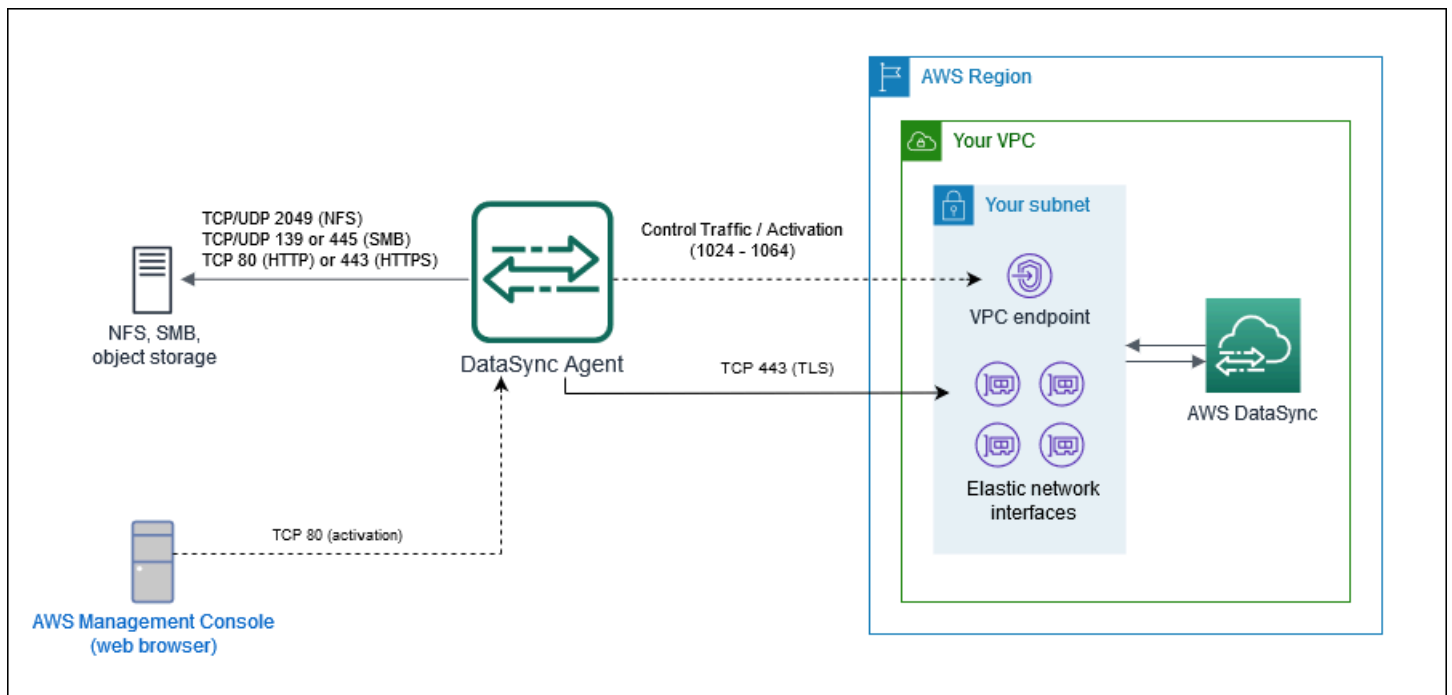 AWS Region
Your VPC
Your subnet
TCP/UDP 2049 (NFS)
TCP/UDP 139 or 445 (SMB)
TCP 80 (HTTP) or 443 (HTTPS)
Control Traffic / Activation
(1024 - 1064)
VPC endpoint
NFS, SMB,
object storage
DataSync Agent
TCP 443 (TLS)
AWS DataSync
Elastic network
interfaces
TCP 80 (activation)
AWS Management Console
(web browser)